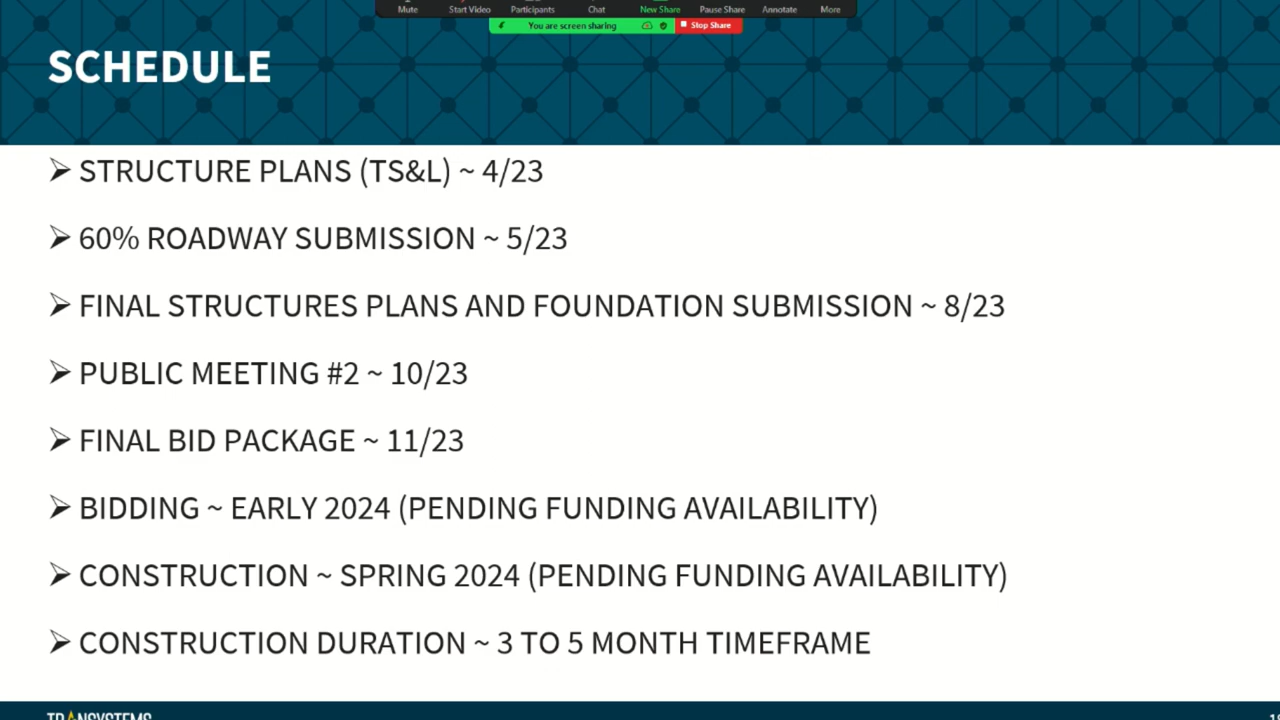 Mute Start Video Participants Chat New Share Pause Share Annotate More
You are screen sharing Stop Share
SCHEDULE
STRUCTURE PLANS (TS&L) ~ 4/23
60% ROADWAY SUBMISSION ~ 5/23
FINAL STRUCTURES PLANS AND FOUNDATION SUBMISSION ~ 8/23
PUBLIC MEETING #2 ~ 10/23
FINAL BID PACKAGE ~ 11/23
BIDDING ~ EARLY 2024 (PENDING FUNDING AVAILABILITY)
CONSTRUCTION ~ SPRING 2024 (PENDING FUNDING AVAILABILITY)
CONSTRUCTION DURATION ~ 3 TO 5 MONTH TIMEFRAME
TRANSYSTEMS